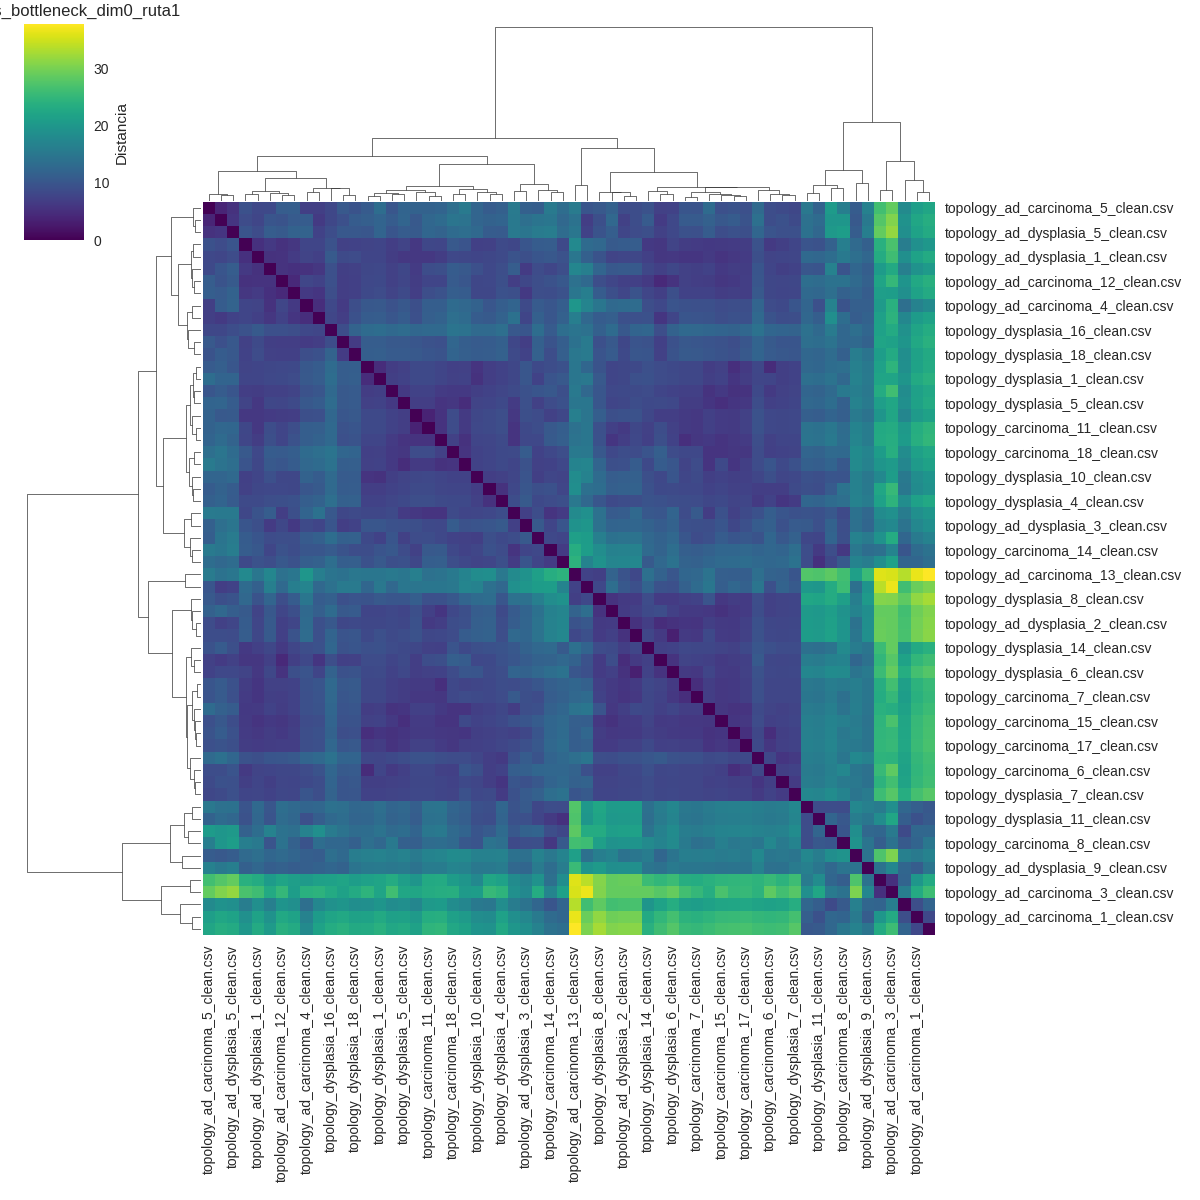 s_bottleneck_dim0_ruta1
30
20
10
0
Distancia
topology_ad_carcinoma_5_clean.csv
topology_ad_dysplasia_5_clean.csv
topology_ad_dysplasia_1_clean.csv
topology_ad_carcinoma_12_clean.csv
topology_ad_carcinoma_4_clean.csv
topology_dysplasia_16_clean.csv
topology_dysplasia_18_clean.csv
topology_dysplasia_1_clean.csv
topology_dysplasia_5_clean.csv
topology_carcinoma_11_clean.csv
topology_carcinoma_18_clean.csv
topology_dysplasia_10_clean.csv
topology_dysplasia_4_clean.csv
topology_ad_dysplasia_3_clean.csv
topology_carcinoma_14_clean.csv
topology_ad_carcinoma_13_clean.csv
topology_dysplasia_8_clean.csv
topology_ad_dysplasia_2_clean.csv
topology_dysplasia_14_clean.csv
topology_dysplasia_6_clean.csv
topology_carcinoma_7_clean.csv
topology_carcinoma_15_clean.csv
topology_carcinoma_17_clean.csv
topology_carcinoma_6_clean.csv
topology_dysplasia_7_clean.csv
topology_dysplasia_11_clean.csv
topology_carcinoma_8_clean.csv
topology_ad_dysplasia_9_clean.csv
topology_ad_carcinoma_3_clean.csv
topology_ad_carcinoma_1_clean.csv
topology_ad_carcinoma_5_clean.csv
topology_ad_dysplasia_5_clean.csv
topology_ad_dysplasia_1_clean.csv
topology_ad_carcinoma_12_clean.csv
topology_ad_carcinoma_4_clean.csv
topology_dysplasia_16_clean.csv
topology_dysplasia_18_clean.csv
topology_dysplasia_1_clean.csv
topology_dysplasia_5_clean.csv
topology_carcinoma_11_clean.csv
topology_carcinoma_18_clean.csv
topology_dysplasia_10_clean.csv
topology_dysplasia_4_clean.csv
topology_ad_dysplasia_3_clean.csv
topology_carcinoma_14_clean.csv
topology_ad_carcinoma_13_clean.csv
topology_dysplasia_8_clean.csv
topology_ad_dysplasia_2_clean.csv
topology_dysplasia_14_clean.csv
topology_dysplasia_6_clean.csv
topology_carcinoma_7_clean.csv
topology_carcinoma_15_clean.csv
topology_carcinoma_17_clean.csv
topology_carcinoma_6_clean.csv
topology_dysplasia_7_clean.csv
topology_dysplasia_11_clean.csv
topology_carcinoma_8_clean.csv
topology_ad_dysplasia_9_clean.csv
topology_ad_carcinoma_3_clean.csv
topology_ad_carcinoma_1_clean.csv